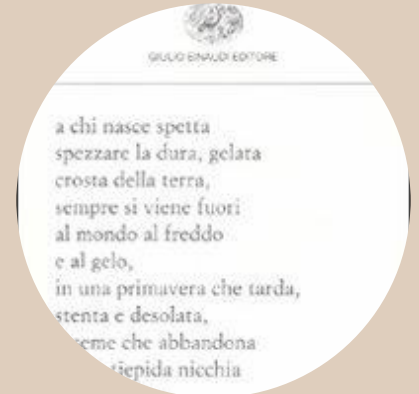 GIULIO EINAUDI EDITORE
a chi nasce spetta
spezzare la dura, gelata
crosta della terra,
sempre si viene fuori
al mondo al freddo
e al gelo,
in una primavera che tarda,
stenta e desolata,
che abbandona
tiepida nicchia